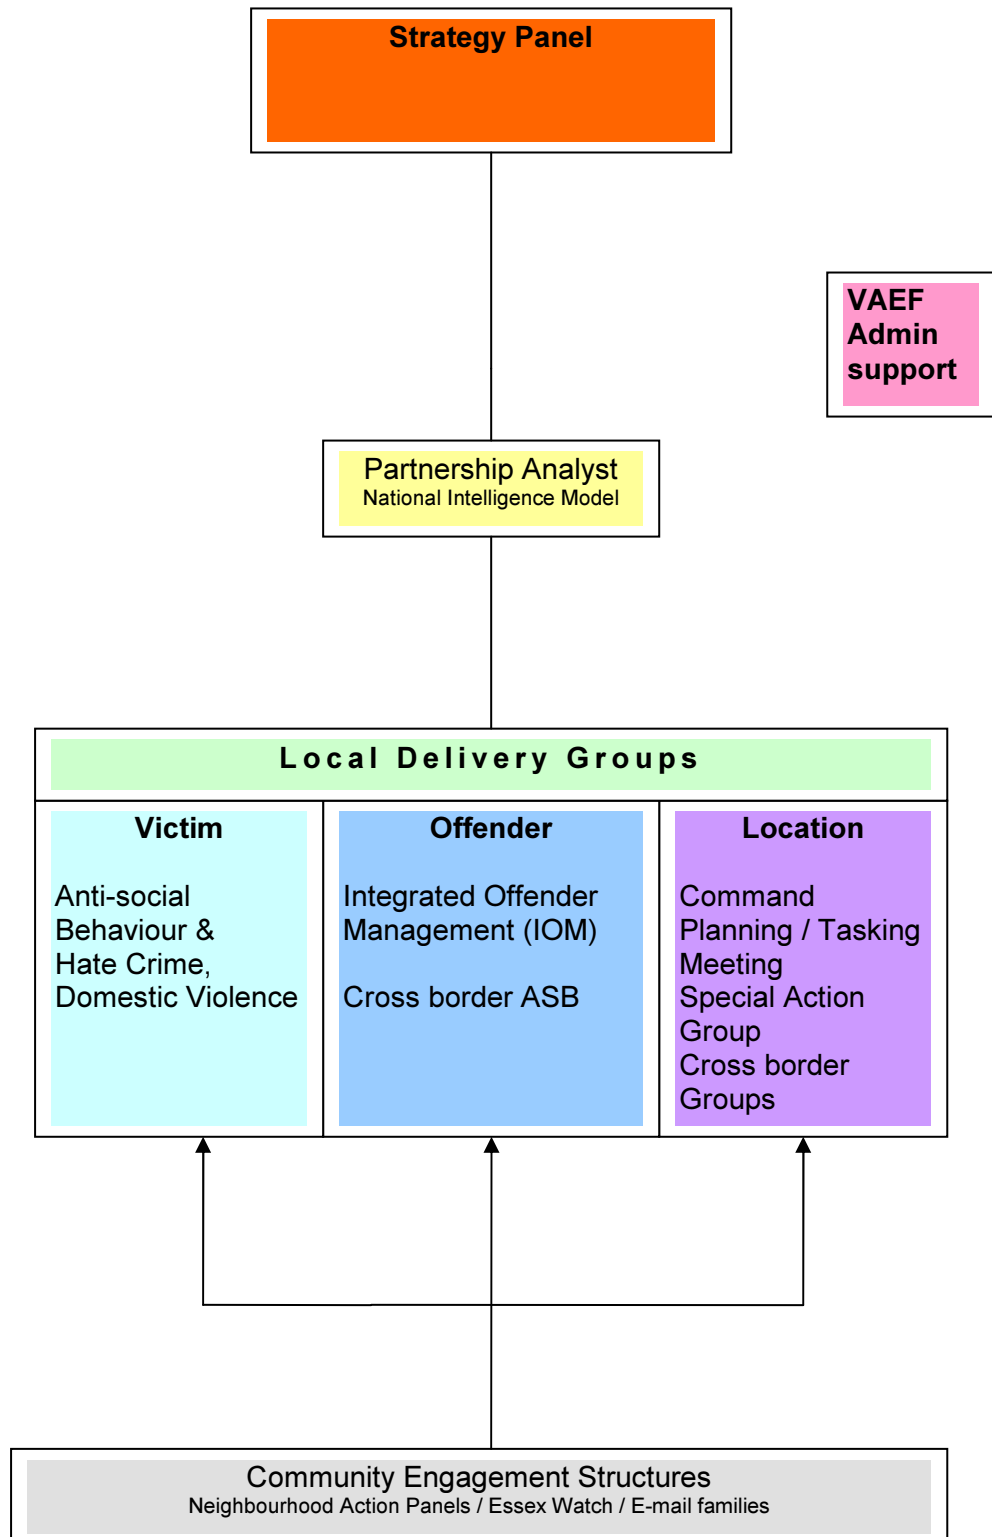 Strategy Panel
VAEF
Admin
support
Partnership Analyst
National Intelligence Model
Local Delivery Groups
Victim
Anti-social
Behaviour &
Hate Crime,
Domestic Violence
Offender
Integrated Offender
Management (IOM)
Cross border ASB
Location
Command
Planning / Tasking
Meeting
Special Action
Group
Cross border
Groups
Community Engagement Structures
Neighbourhood Action Panels / Essex Watch / E-mail families